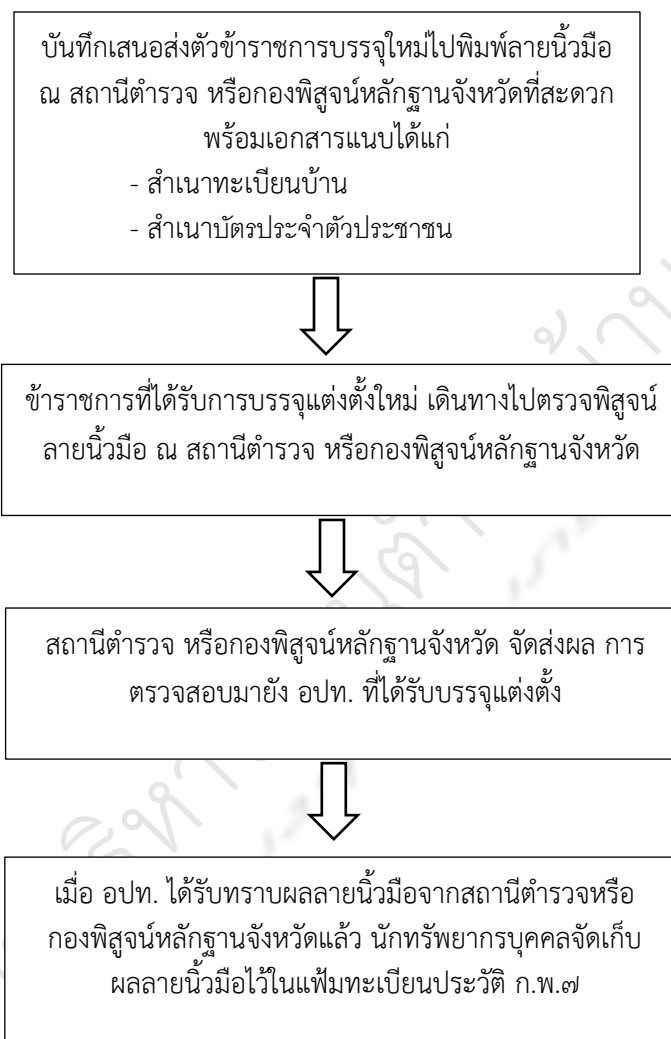 บันทึกเสนอส่งตัวข้าราชการบรรจุใหม่ไปพิมพ์ลายนิ้วมือ
ณ สถานีตำรวจ หรือกองพิสูจน์หลักฐานจังหวัดที่สะดวก
พร้อมเอกสารแนบได้แก่
- สำเนาทะเบียนบ้าน
- สำเนาบัตรประจำตัวประชาชน
ข้าราชการที่ได้รับการบรรจุแต่งตั้งใหม่ เดินทางไปตรวจพิสูจน์
ลายนิ้วมือ ณ สถานีตำรวจ หรือกองพิสูจน์หลักฐานจังหวัด
สถานีตำรวจ หรือกองพิสูจน์หลักฐานจังหวัด จัดส่งผล การ
ตรวจสอบมายัง อปท. ที่ได้รับบรรจุแต่งตั้ง
เมื่อ อปท. ได้รับทราบผลลายนิ้วมือจากสถานีตำรวจหรือ
กองพิสูจน์หลักฐานจังหวัดแล้ว นักทรัพยากรบุคคลจัดเก็บ
ผลลายนิ้วมือไว้ในแฟ้มทะเบียนประวัติ ก.พ.๗